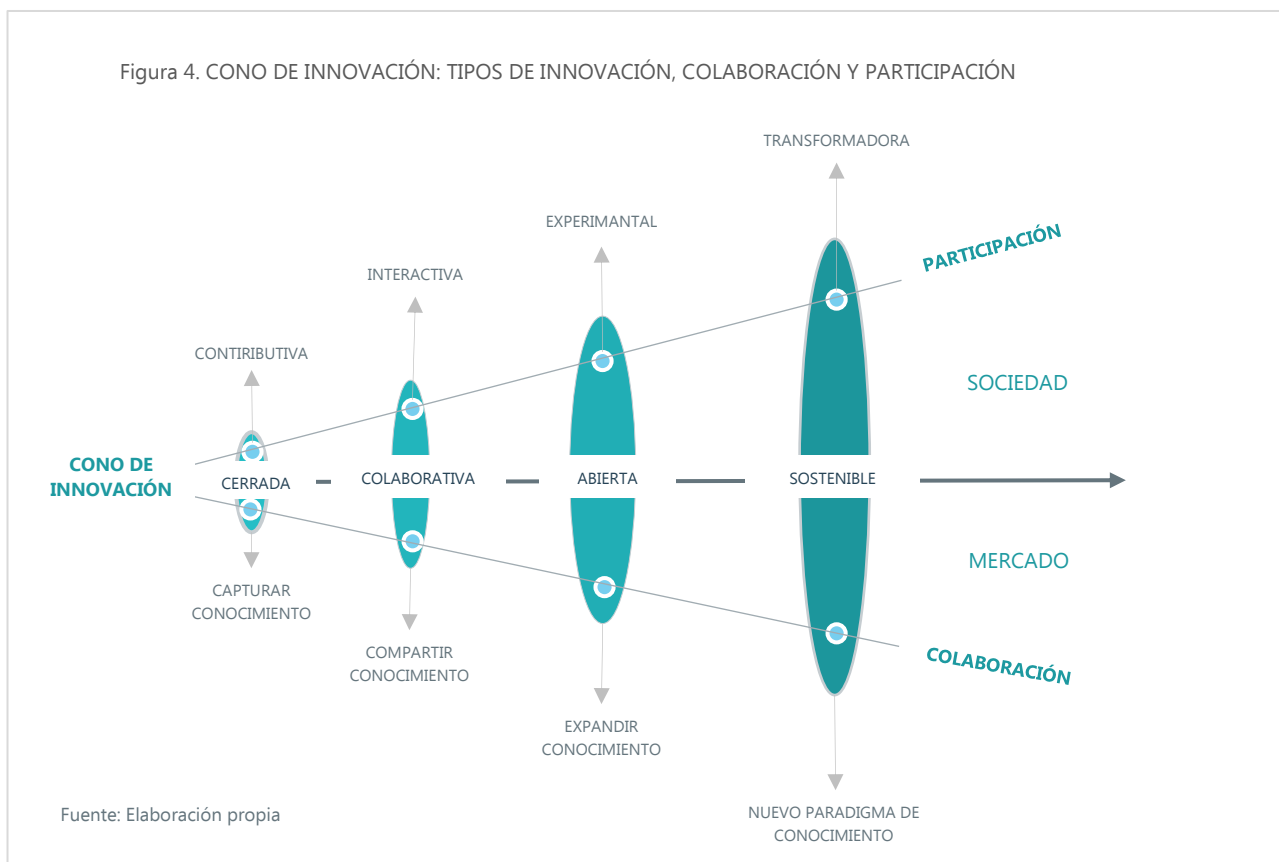 Figura 4. CONO DE INNOVACIÓN: TIPOS DE INNOVACIÓN, COLABORACIÓN Y PARTICIPACIÓN
TRANSFORMADORA
EXPERIMANTAL
PARTICIPACIÓN
INTERACTIVA
CONTIRIBUTIVA
SOCIEDAD
CONO DE
INNOVACIÓN
CERRADA
COLABORATIVA
ABIERTA
SOSTENIBLE
MERCADO
CAPTURAR
CONOCIMIENTO
COMPARTIR
CONOCIMIENTO
COLABORACIÓN
EXPANDIR
CONOCIMIENTO
NUEVO PARADIGMA DE
CONOCIMIENTO
Fuente: Elaboración propia